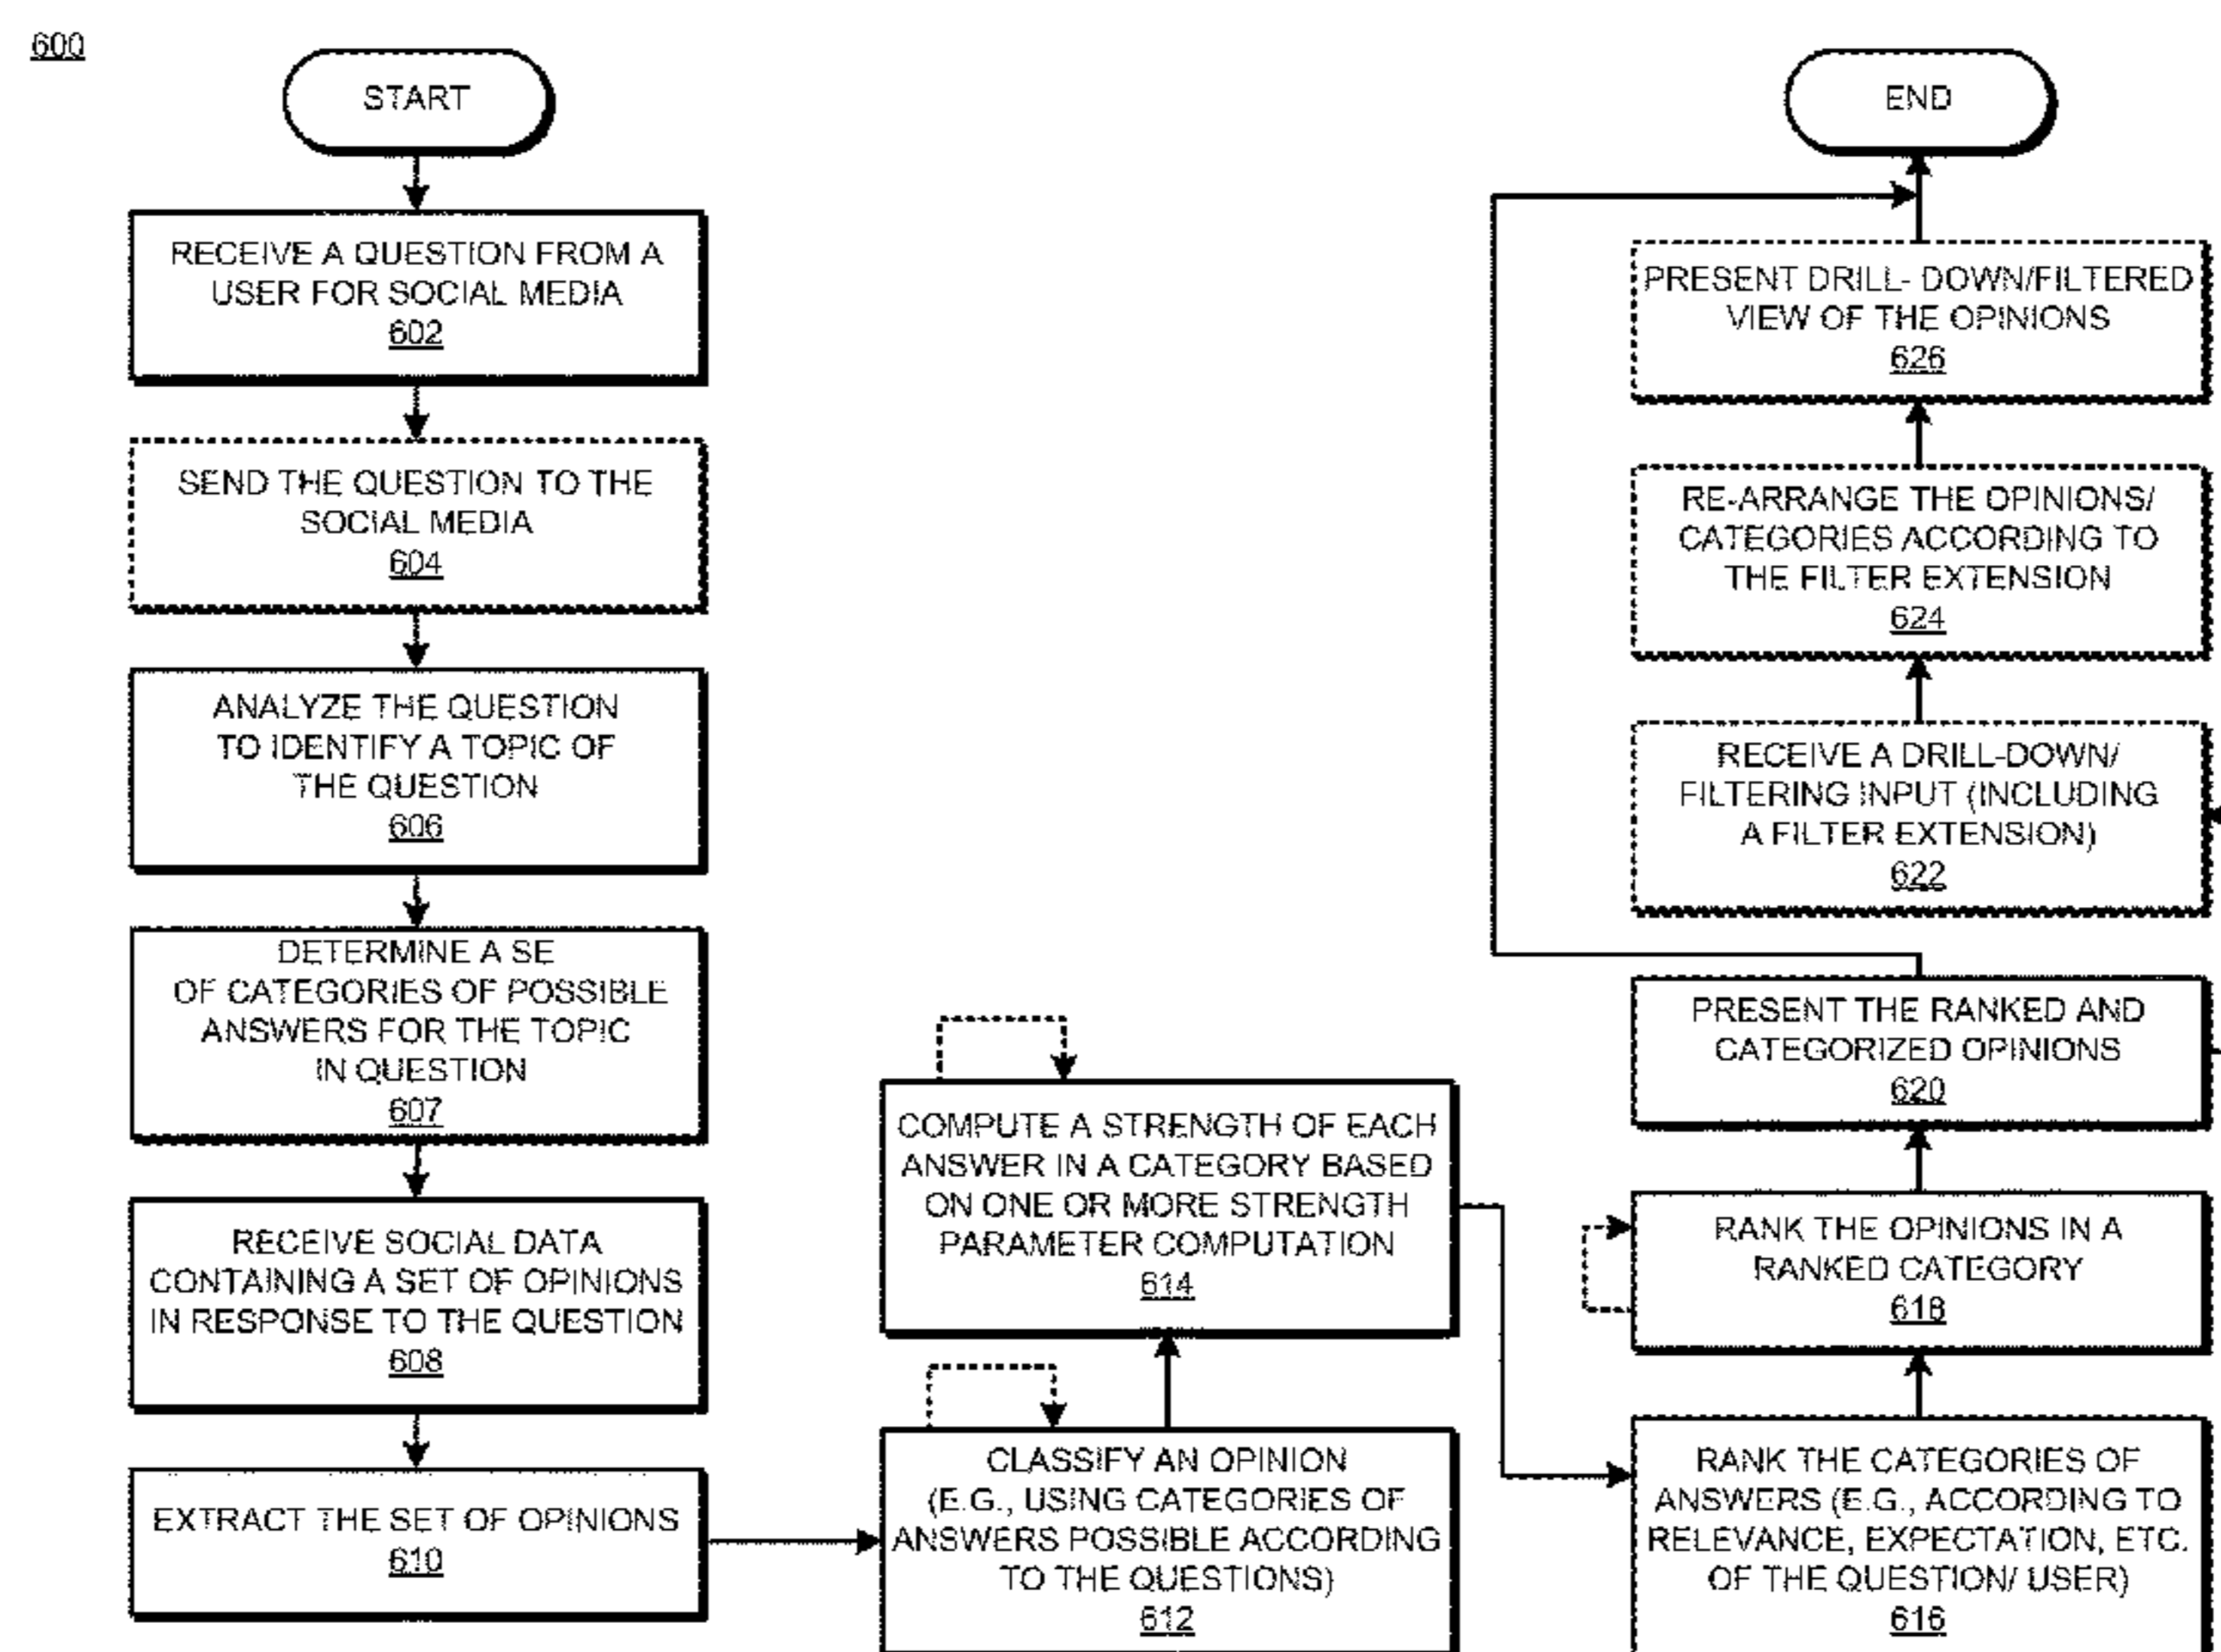 600
START
RECEIVE A QUESTION FROM A
USER FOR SOCIAL MEDIA
602
SEND THE QUESTION TO THE
SOCIAL MEDIA
604
ANALYZE THE QUESTION
TO IDENTIFY A TOPIC OF
THE QUESTION
606
DETERMINE A SE
OF CATEGORIES OF POSSIBLE
ANSWERS FOR THE TOPIC
IN QUESTION
607
RECEIVE SOCIAL DATA
CONTAINING A SET OF OPINIONS
IN RESPONSE TO THE QUESTION
608
EXTRACT THE SET OF OPINIONS
610
CLASSIFY AN OPINION
(E.G., USING CATEGORIES OF
ANSWERS POSSIBLE ACCORDING
TO THE QUESTIONS)
612
COMPUTE A STRENGTH OF EACH
ANSWER IN A CATEGORY BASED
ON ONE OR MORE STRENGTH
PARAMETER COMPUTATION
614
RANK THE CATEGORIES OF
ANSWERS (E.G., ACCORDING TO
RELEVANCE, EXPECTATION, ETC.
OF THE QUESTION/ USER)
616
RANK THE OPINIONS IN A
RANKED CATEGORY
618
PRESENT THE RANKED AND
CATEGORIZED OPINIONS
620
RECEIVE A DRILL-DOWN/
FILTERING INPUT (INCLUDING
A FILTER EXTENSION)
622
RE-ARRANGE THE OPINIONS/
CATEGORIES ACCORDING TO
THE FILTER EXTENSION
624
PRESENT DRILL- DOWN/FILTERED
VIEW OF THE OPINIONS
626
END